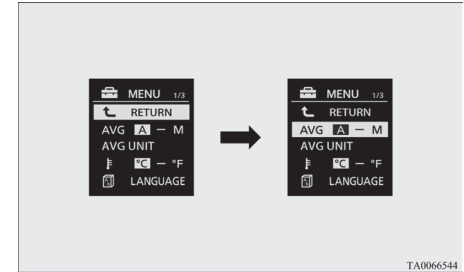 MENU 1/3
RETURN
AVG A – M
AVG UNIT
°C – °F
LANGUAGE
MENU 1/3
RETURN
AVG A – M
AVG UNIT
°C – °F
LANGUAGE
TA0066544